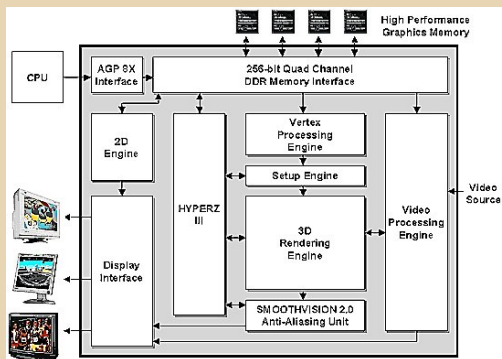 High Performance
Graphics Memory
CPU
AGP 8X
Interface
256-bit Quad Channel
DDR Memory Interface
2D
Engine
HYPERZ
III
Vertex
Processing
Engine
Setup Engine
3D
Rendering
Engine
Video
Processing
Engine
Video
Source
Display
Interface
SMOOTHVISION 2.0
Anti-Aliasing Unit